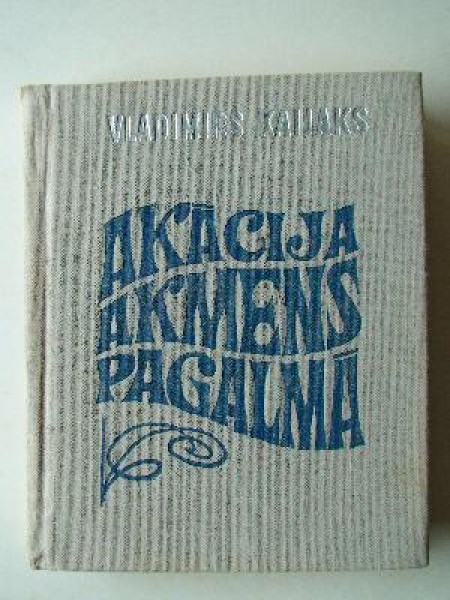 VLADIMIRS KAIJAKS
AKĀCIJA
AKMENS
PAGALMĀ